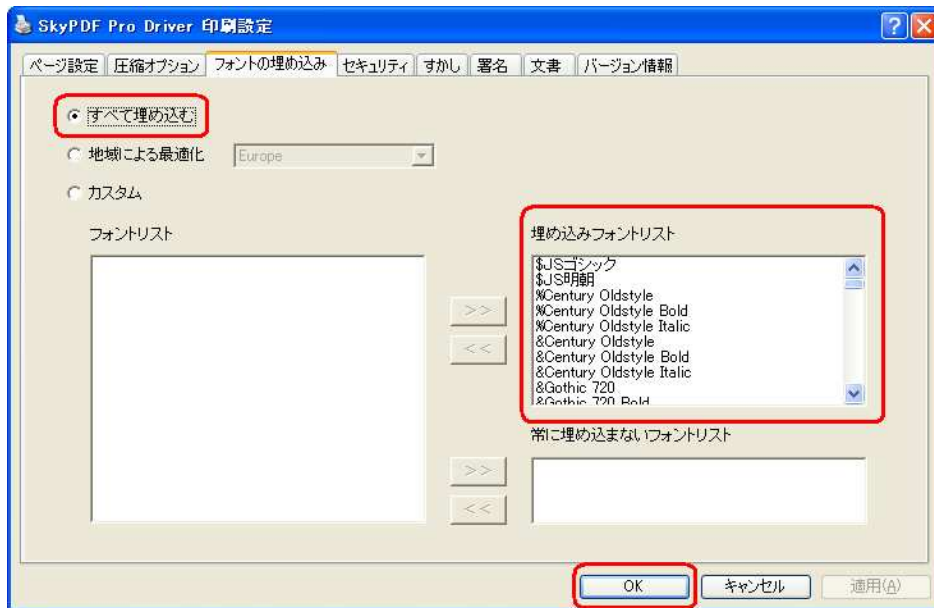 SkyPDF Pro Driver 印刷設定
ページ設定 圧縮オプション フォントの埋め込み セキュリティ すかし 署名 文書 バージョン情報
すべて埋め込む
地域による最適化 Europe
カスタム
フォントリスト
埋め込みフォントリスト
$JSゴシック
$JS明朝
%Century Oldstyle
%Century Oldstyle Bold
%Century Oldstyle Italic
&Century Oldstyle
&Century Oldstyle Bold
&Century Oldstyle Italic
&Gothic 720
&Gothic 720 Bold
>>
<<
常に埋め込まないフォントリスト
>>
<<
OK キャンセル 適用(A)